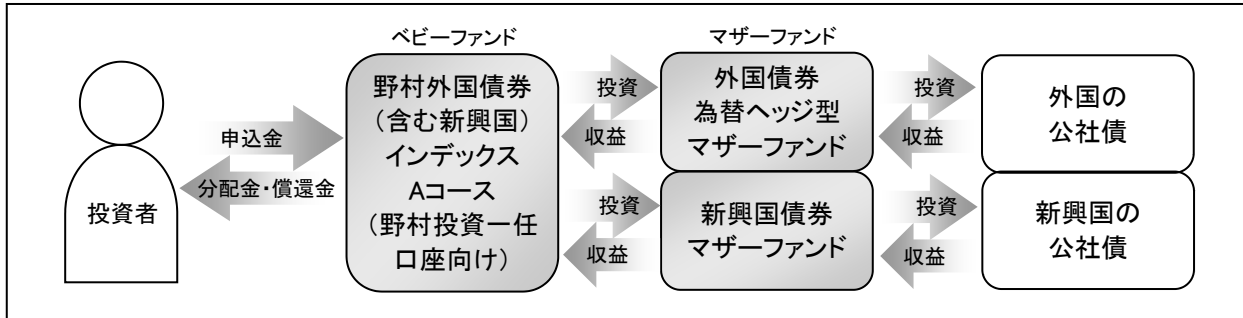 ベビーファンド
マザーファンド
投資者
申込金
分配金・償還金
野村外国債券
(含む新興国)
インデックス
Aコース
(野村投資一任
口座向け)
投資
収益
投資
収益
外国債券
為替ヘッジ型
マザーファンド
新興国債券
マザーファンド
投資
収益
投資
収益
外国の
公社債
新興国の
公社債